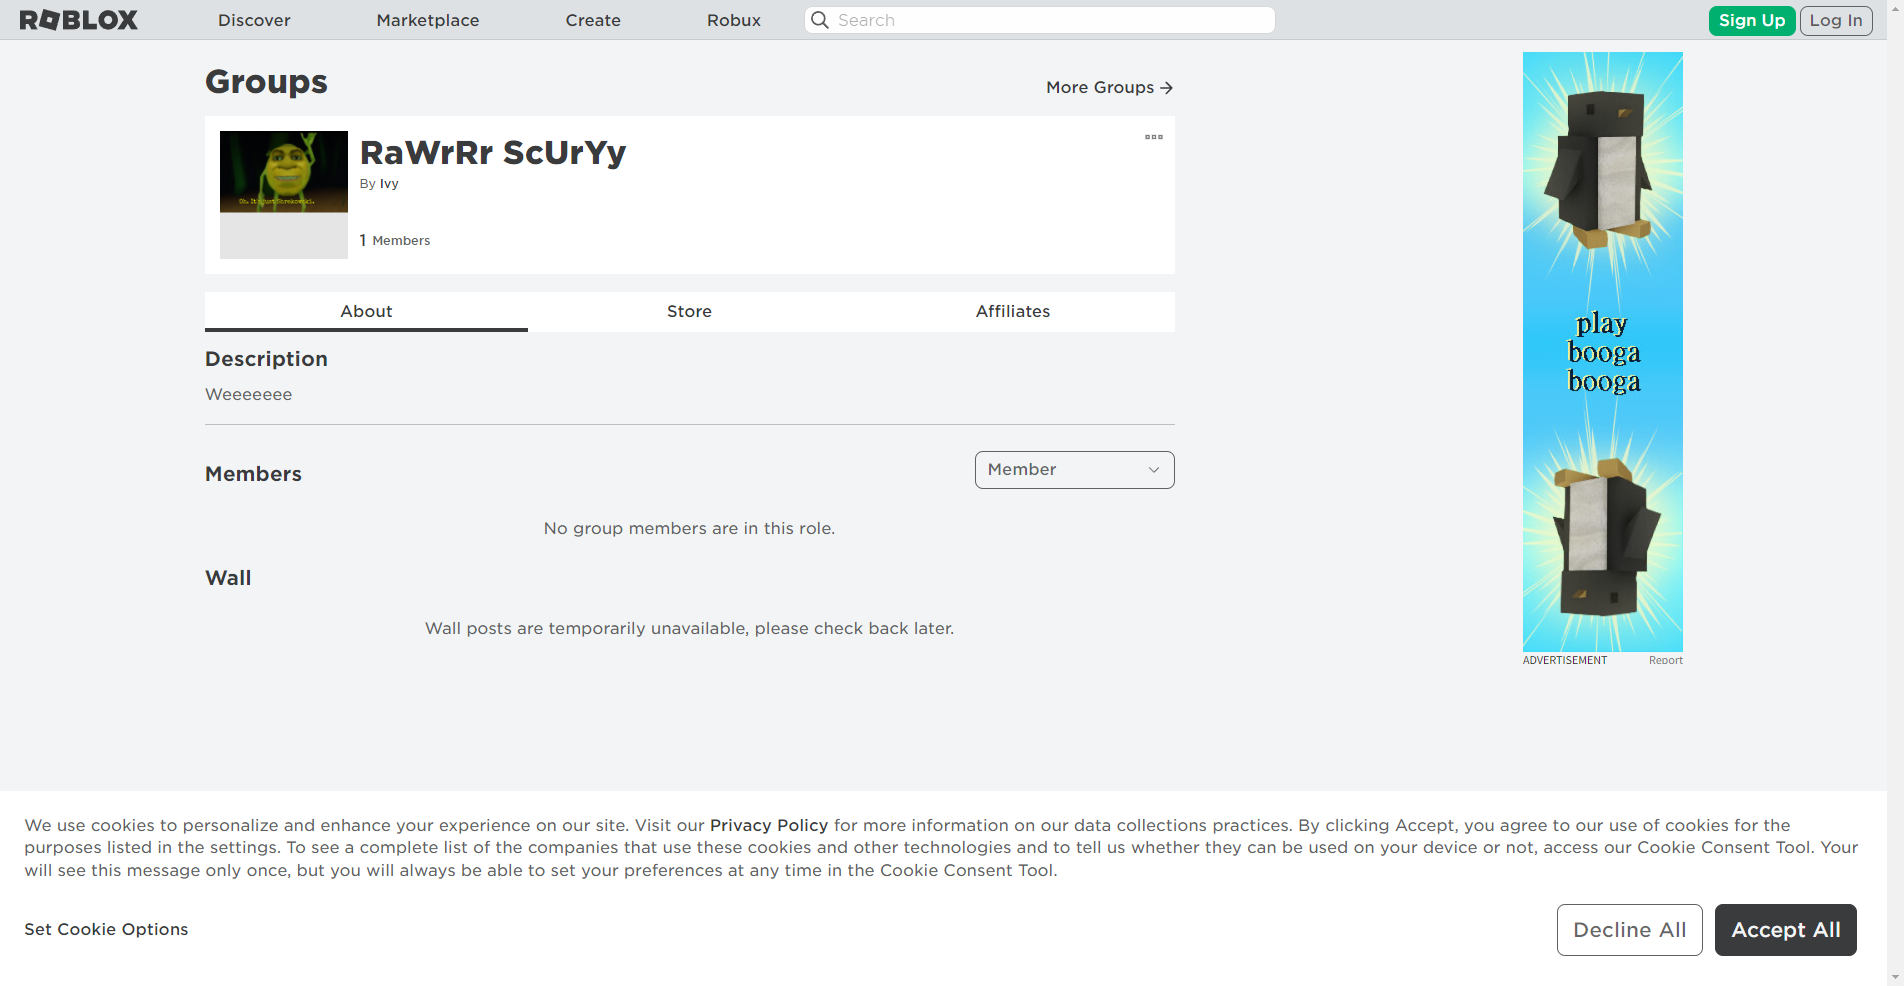 ROBLOX
Discover
Marketplace
Create
Robux
Search
Sign Up
Log In
Groups
More Groups
RaWrRr ScUrYy
By Ivy
1 Members
Oh. It's just Shrekowski.
About
Store
Affiliates
Description
Weeeeeee
Members
Member
No group members are in this role.
Wall
Wall posts are temporarily unavailable, please check back later.
play
booga
booga
ADVERTISEMENT
Report
We use cookies to personalize and enhance your experience on our site. Visit our Privacy Policy for more information on our data collections practices. By clicking Accept, you agree to our use of cookies for the
purposes listed in the settings. To see a complete list of the companies that use these cookies and other technologies and to tell us whether they can be used on your device or not, access our Cookie Consent Tool. Your
will see this message only once, but you will always be able to set your preferences at any time in the Cookie Consent Tool.
Set Cookie Options
Decline All
Accept All